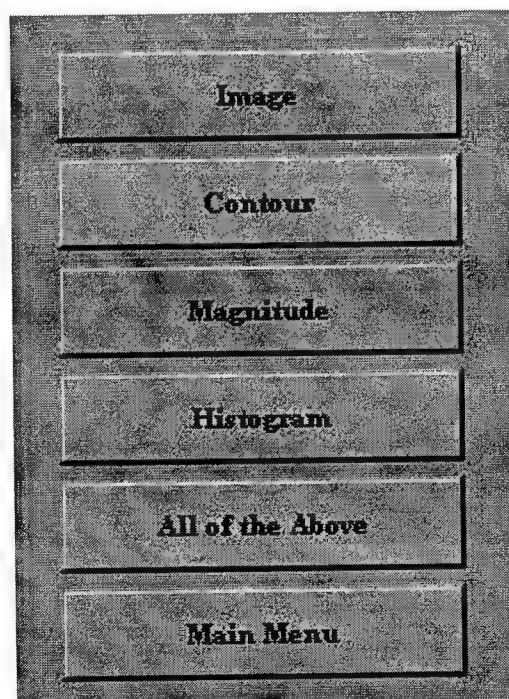 Image
Contour
Magnitude
Histogram
All of the Above
Main Menu